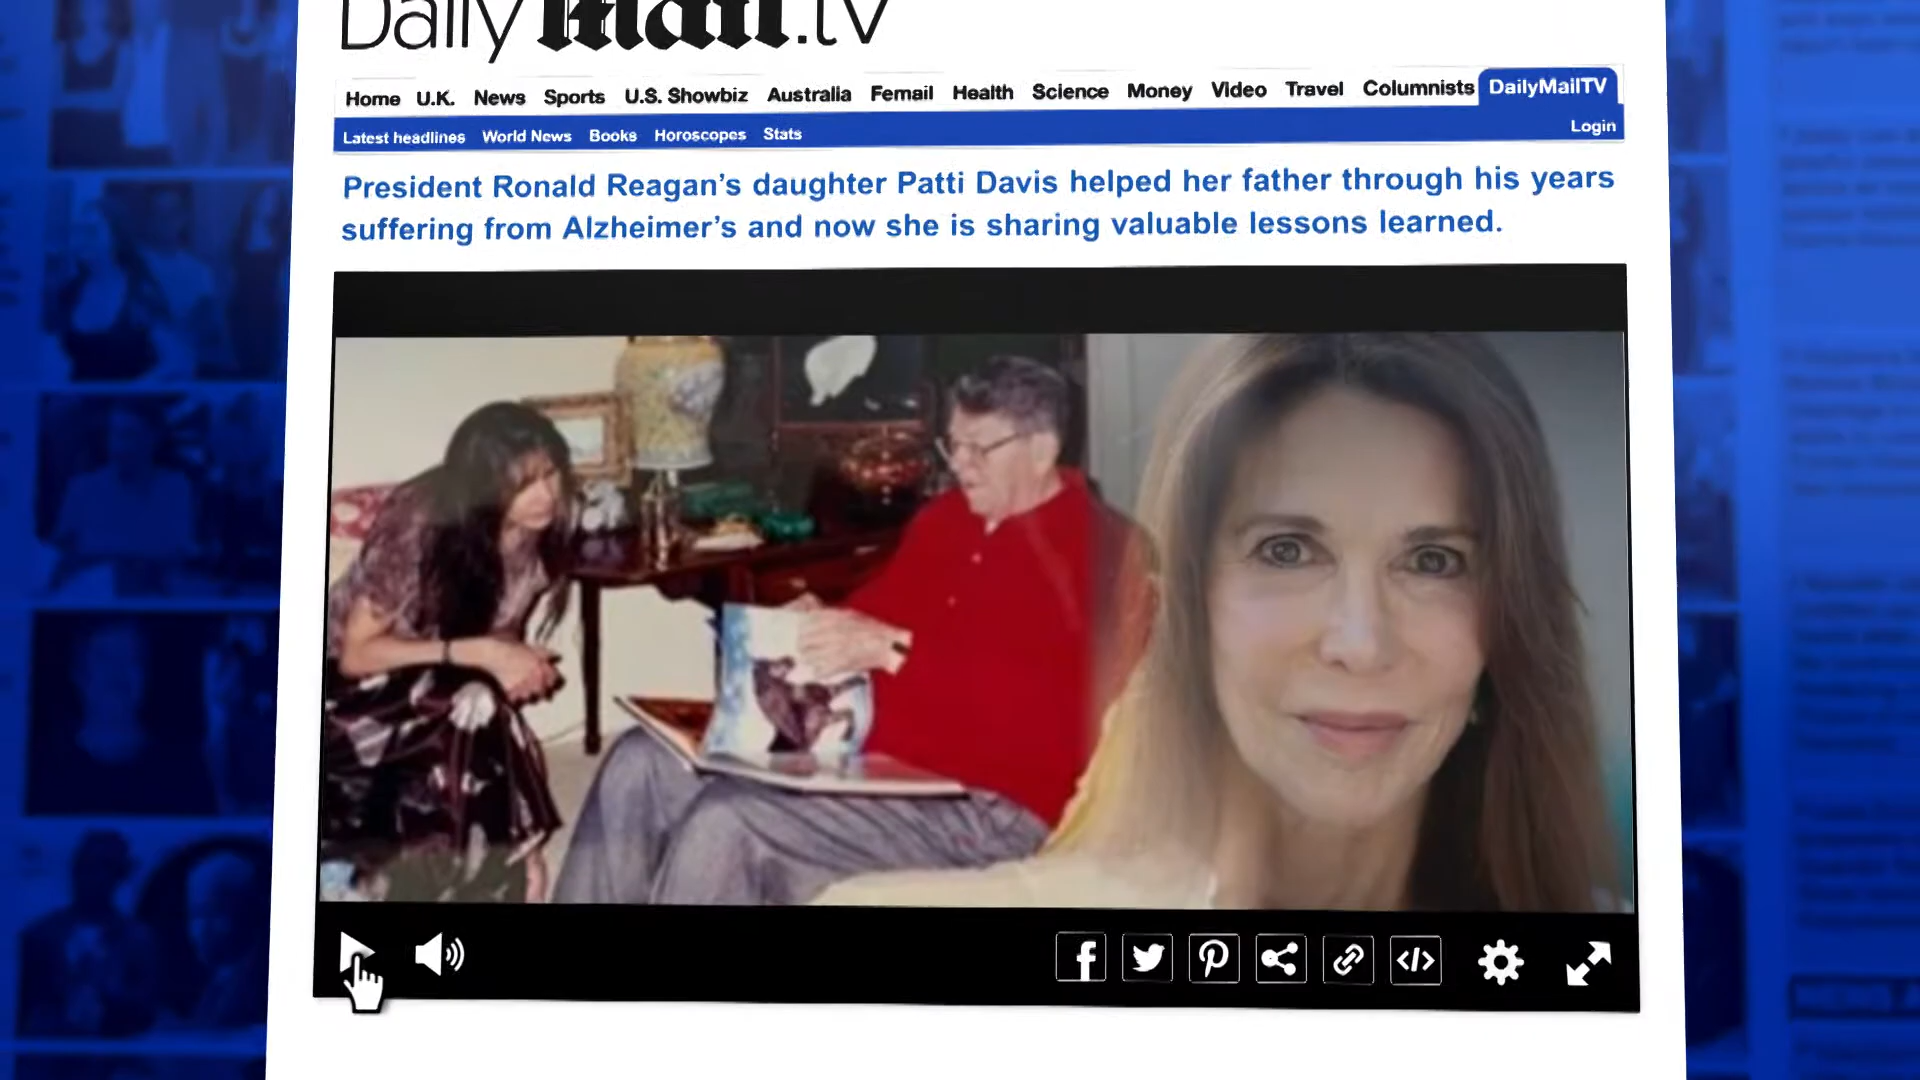 Daily Mail.tv
Home U.K. News Sports U.S. Showbiz Australia Femail Health Science Money Video Travel Columnists DailyMailTV
Latest headlines World News Books Horoscopes Stats Login
President Ronald Reagan's daughter Patti Davis helped her father through his years
suffering from Alzheimer's and now she is sharing valuable lessons learned.